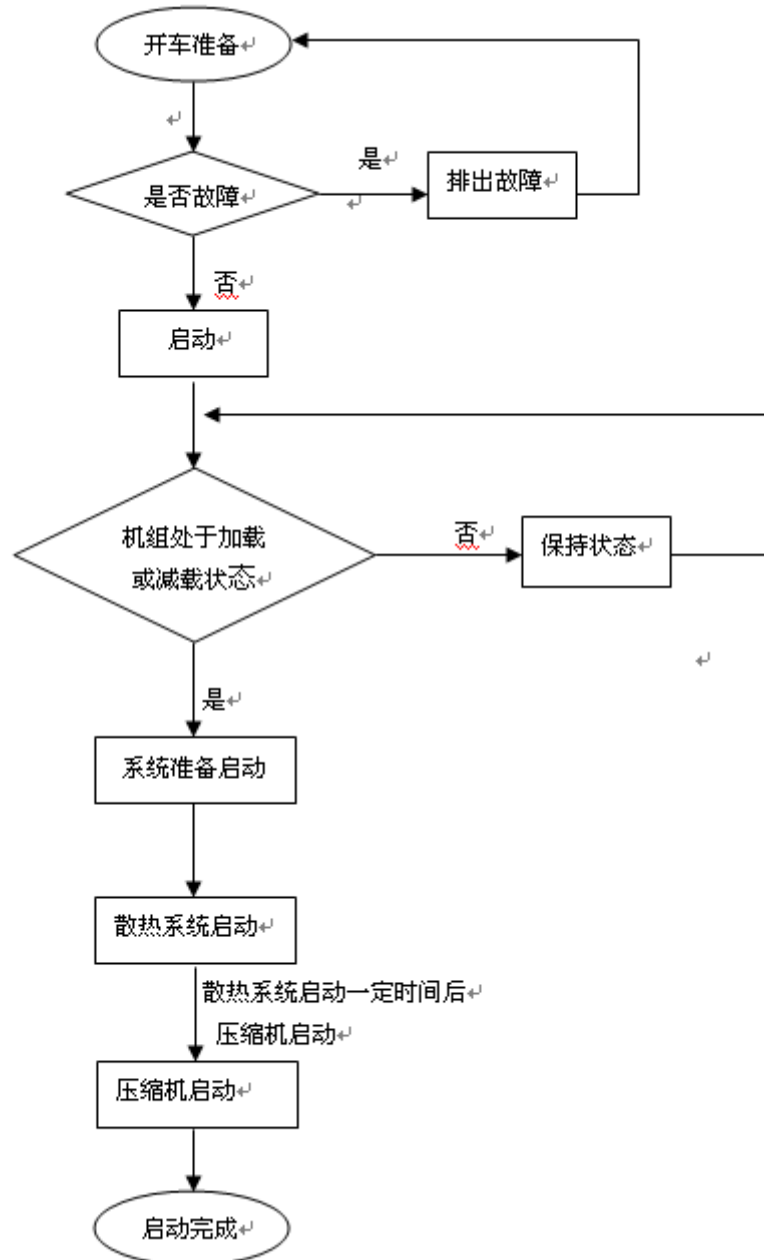 开车准备
是
排出故障
是否故障
否
启动
机组处于加载
或减载状态
否
保持状态
是
系统准备启动
散热系统启动
散热系统启动一定时间后
压缩机启动
压缩机启动
启动完成